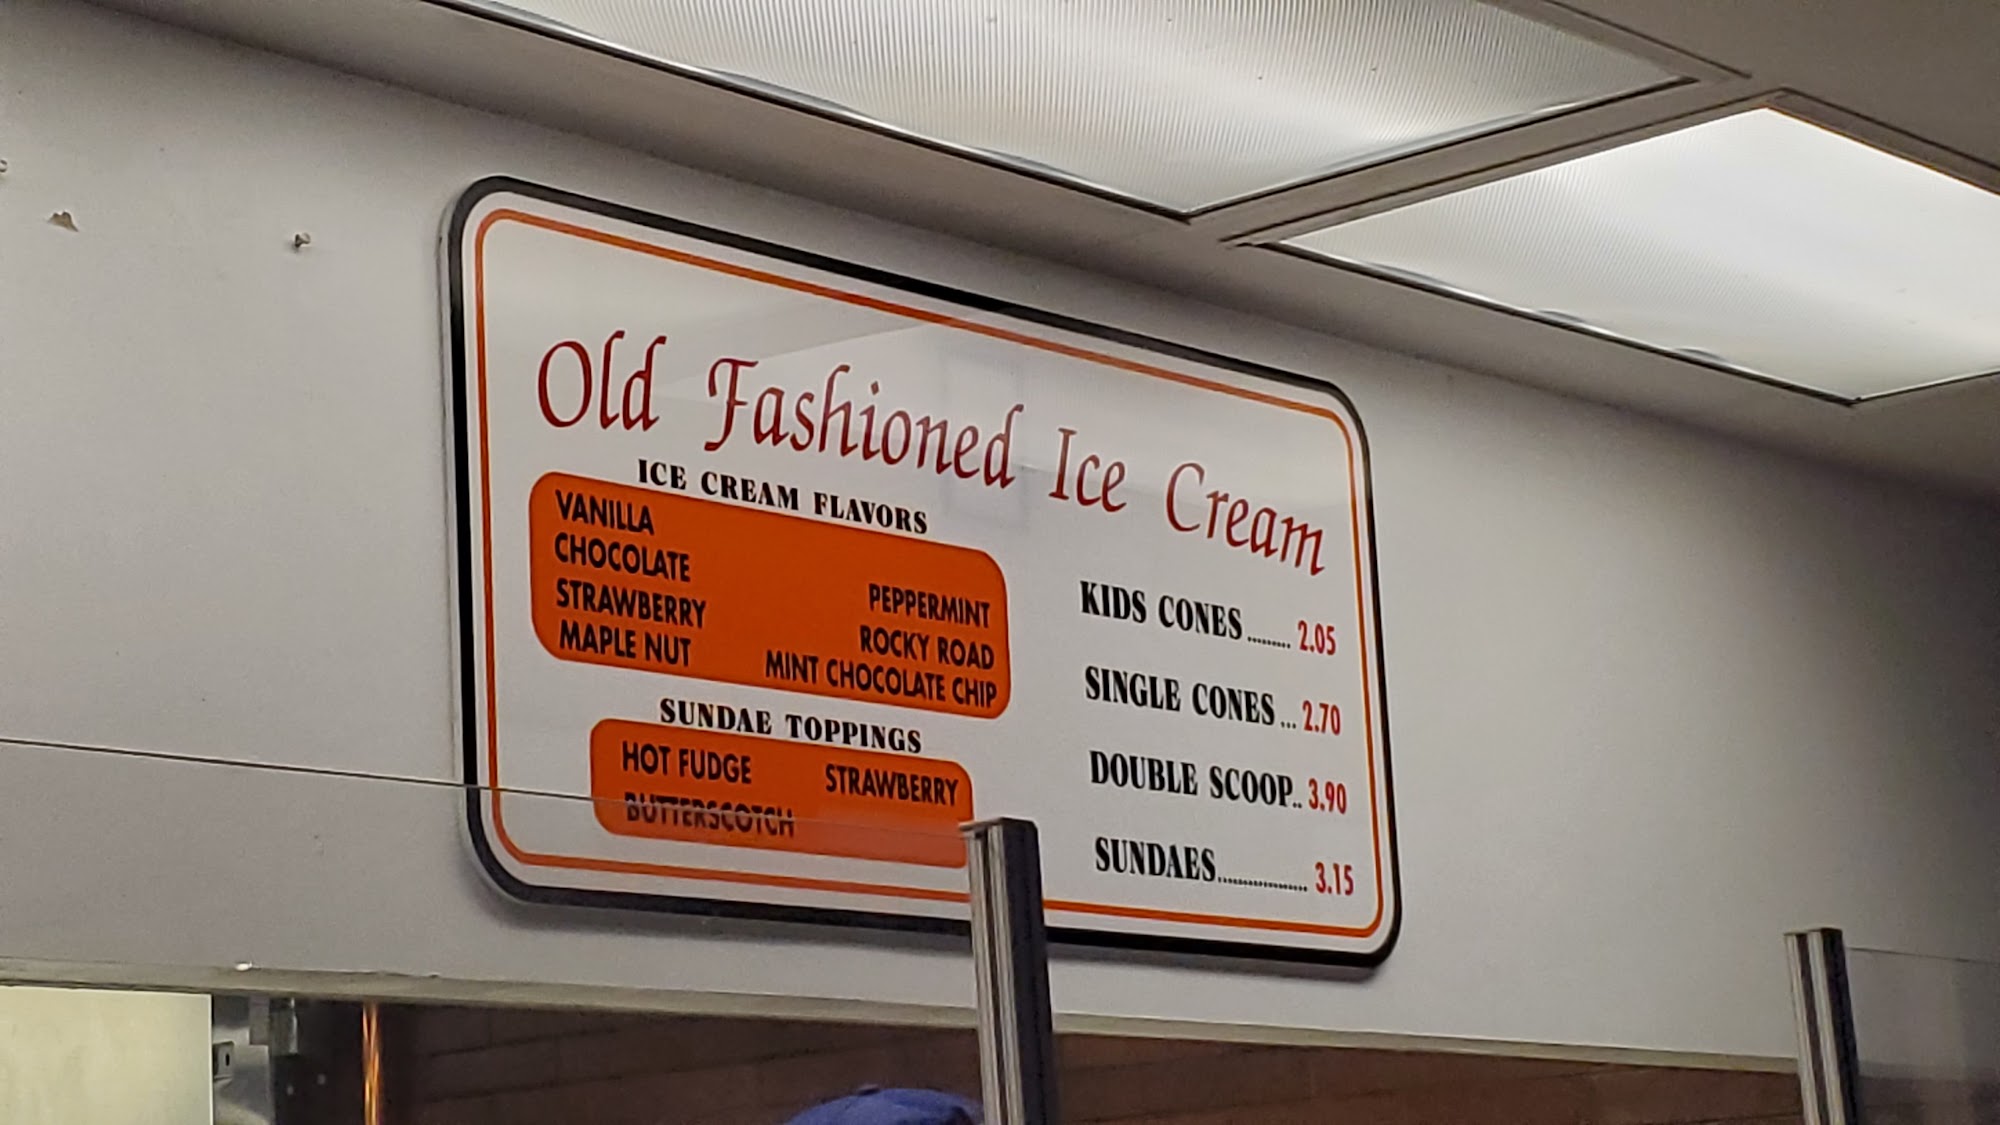 Old Fashioned Ice Cream
ICE CREAM FLAVORS
VANILLA
CHOCOLATE
STRAWBERRY
MAPLE NUT
PEPPERMINT
ROCKY ROAD
MINT CHOCOLATE CHIP
SUNDAE TOPPINGS
HOT FUDGE STRAWBERRY
BUTTERSCOTCH
KIDS CONES ......... 2.05
SINGLE CONES ... 2.70
DOUBLE SCOOP.. 3.90
SUNDAES.................. 3.15